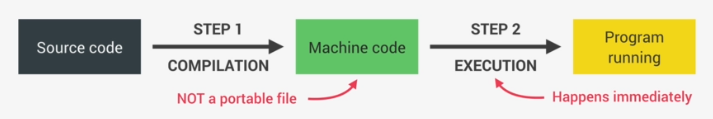 Source code
STEP 1
COMPILATION
Machine code
STEP 2
EXECUTION
Program
running
NOT a portable file
Happens immediately